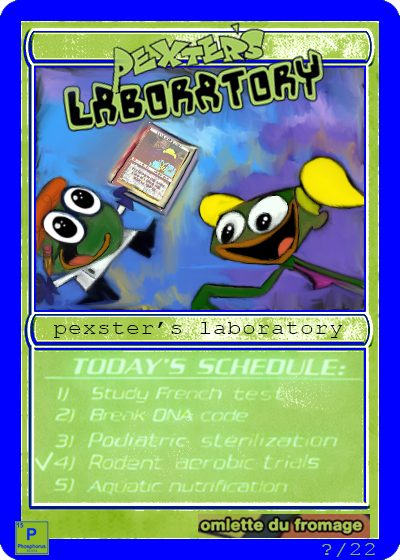 PEXTER'S
LABORATORY
pexster's laboratory
TODAY'S SCHEDULE:
1) Study French test
2) Break DNA code
3) Podiatric sterilization
4) Rodent aerobic trials
5) Aquatic nutrification
15
P
Phosphorus
omlette du fromage
?/22